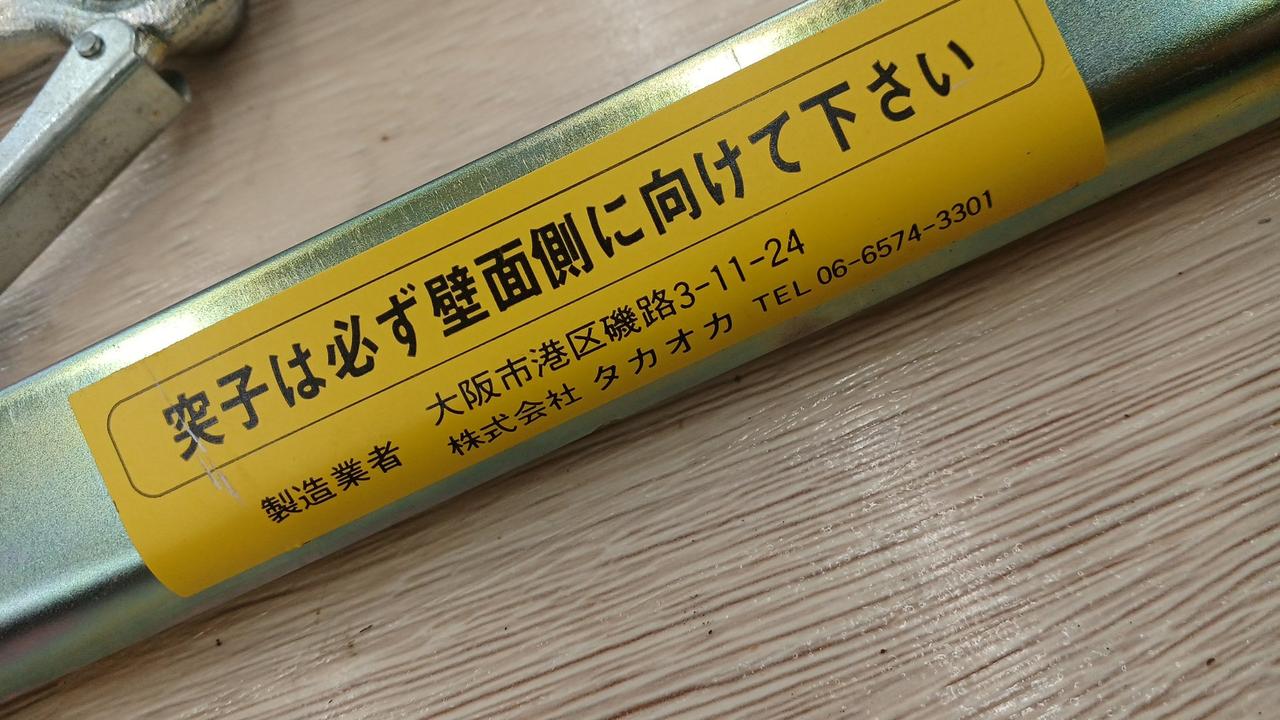 突子は必ず壁面側に向けて下さい
製造業者 大阪市港区磯路3-11-24
株式会社 タカオカ TEL 06-6574-3301